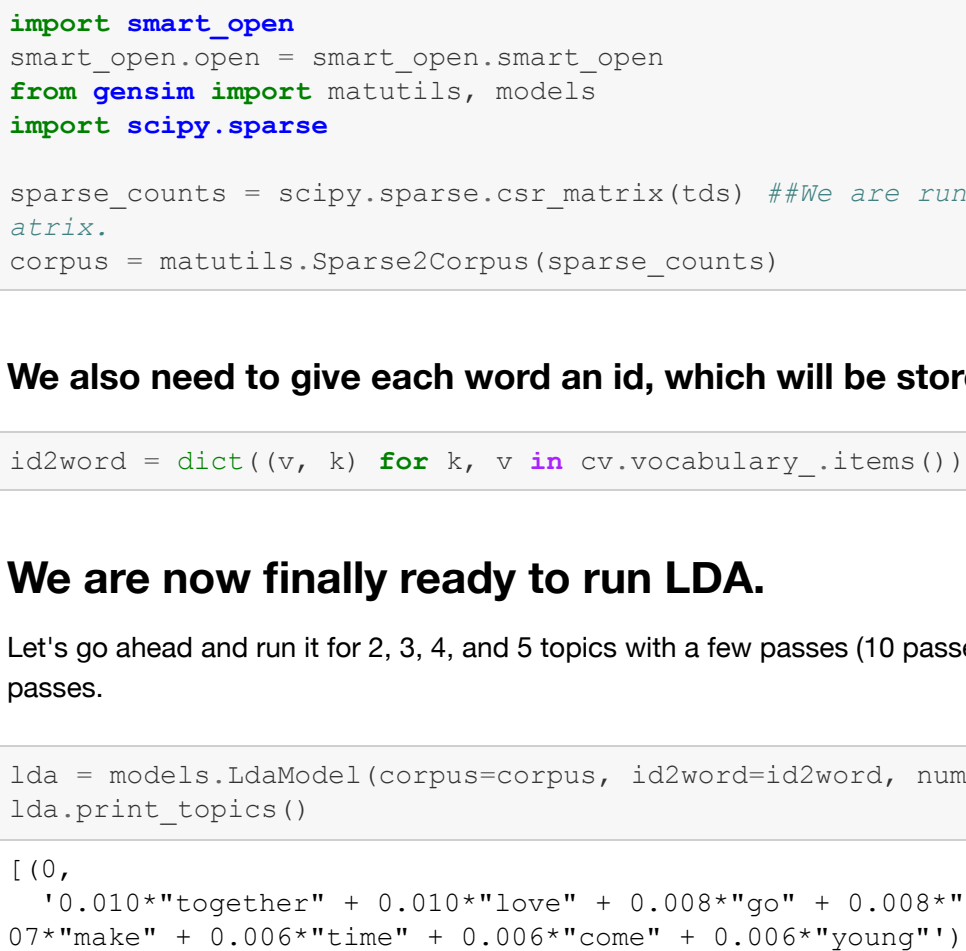 import smart_open
smart_open.open = smart_open.smart_open
from gensim import matutils, models
import scipy.sparse
sparse_counts = scipy.sparse.csr_matrix(tds) ##We are run
atrix.
corpus = matutils.Sparse2Corpus(sparse_counts)
We also need to give each word an id, which will be
id2word = dict((v, k) for k, v in cv.vocabulary_.items())
We are now finally ready to run LDA.
Let's go ahead and run it for 2, 3, 4, and 5 topics with a few passes (10
passes.
lda = models.LdaModel(corpus=corpus, id2word=id2word, num
lda.print_topics()
[(0,
'0.010*"together" + 0.010*"love" + 0.008*"go" + 0.008*"
07*"make" + 0.006*"time" + 0.006*"come" + 0.006*"young"')